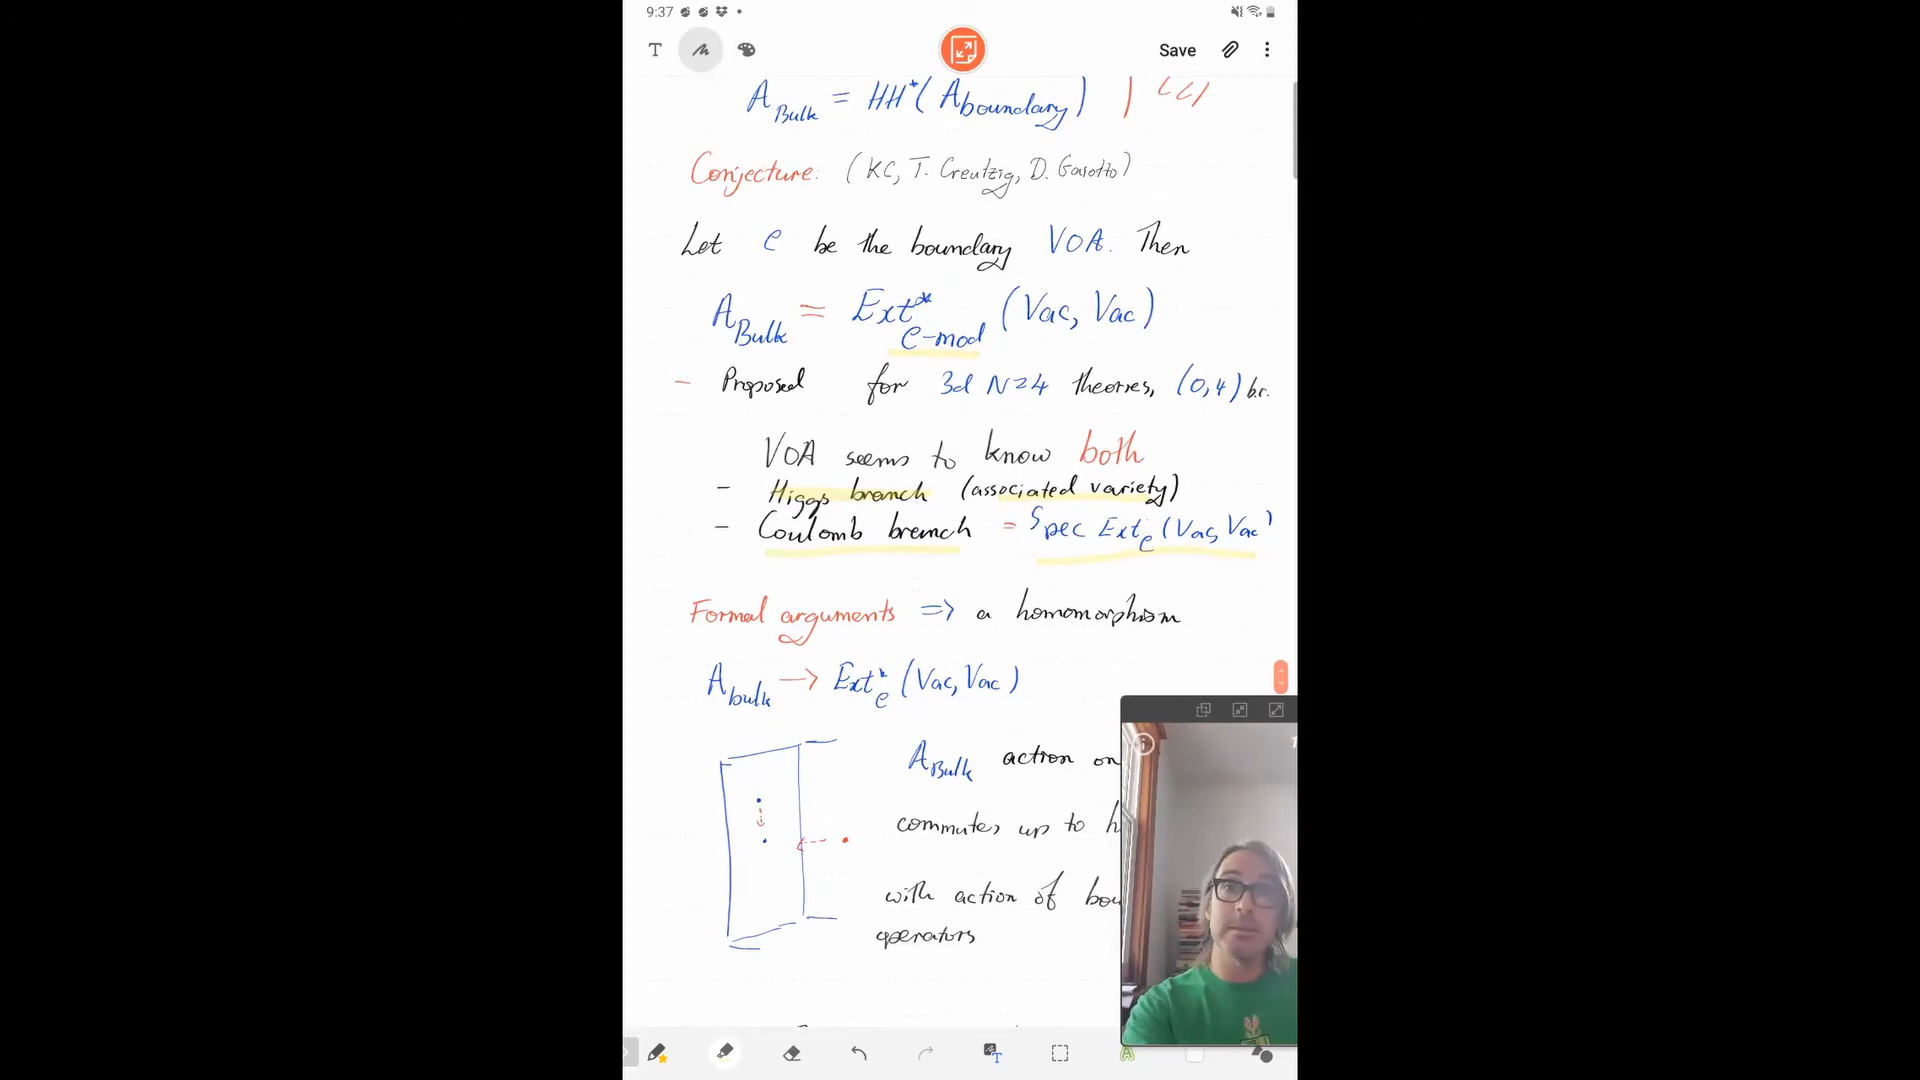 9:37
T
Save
A_Bulk = HH*(A_boundary) |
Conjecture: (KC, T. Creutzig, D. Gaiotto)
Let C be the boundary VOA. Then
A_Bulk = Ext*_C-mod (Vac, Vac)
- Proposed for 3d N=4 theories, (0,4) b.c.
VOA seems to know both
- Higgs branch (associated variety)
- Coulomb branch = Spec Ext_C (Vac, Vac)
Formal arguments => a homomorphism
A_bulk → Ext*_C (Vac, Vac)
A_Bulk action on
commutes up to h
with action of bou
operators